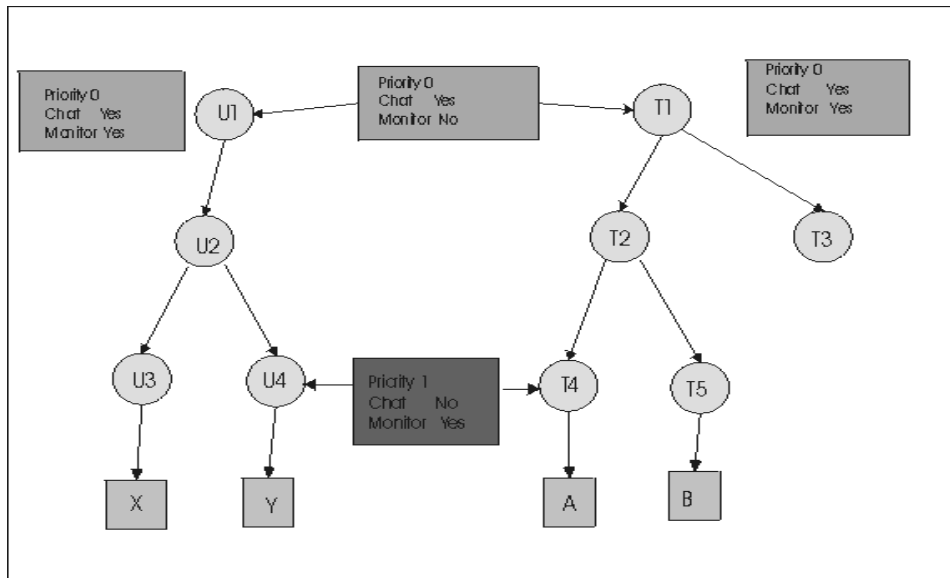 Priority 0
Chat Yes
Monitor Yes
U1
Priority 0
Chat Yes
Monitor No
T1
Priority 0
Chat Yes
Monitor Yes
U2
T2
T3
U3
U4
Priority 1
Chat No
Monitor Yes
T4
T5
X
Y
A
B